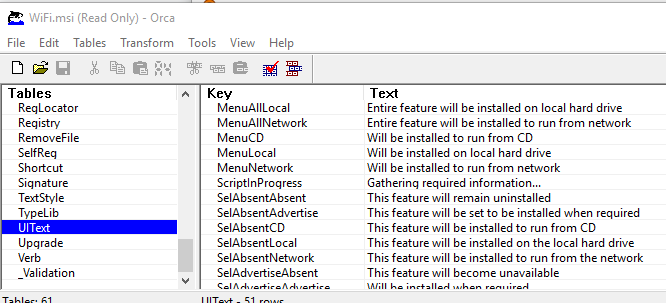 WiFi.msi (Read Only) - Orca
File Edit Tables Transform Tools View Help
Tables Key Text
ReqLocator MenuAllLocal Entire feature will be installed on local hard drive
Registry MenuAllNetwork Entire feature will be installed to run from network
RemoveFile MenuCD Will be installed to run from CD
SelfReg MenuLocal Will be installed on local hard drive
Shortcut MenuNetwork Will be installed to run from network
Signature ScriptInProgress Gathering required information...
TextStyle SelAbsentAbsent This feature will remain uninstalled
TypeLib SelAbsentAdvertise This feature will be set to be installed when required
UIText SelAbsentCD This feature will be installed to run from CD
Upgrade SelAbsentLocal This feature will be installed on the local hard drive
Verb SelAbsentNetwork This feature will be installed to run from the network
_Validation SelAdvertiseAbsent This feature will become unavailable
SelAdvertiseAdvertise Will be installed when required
Tables: 61 UIText - 51 rows